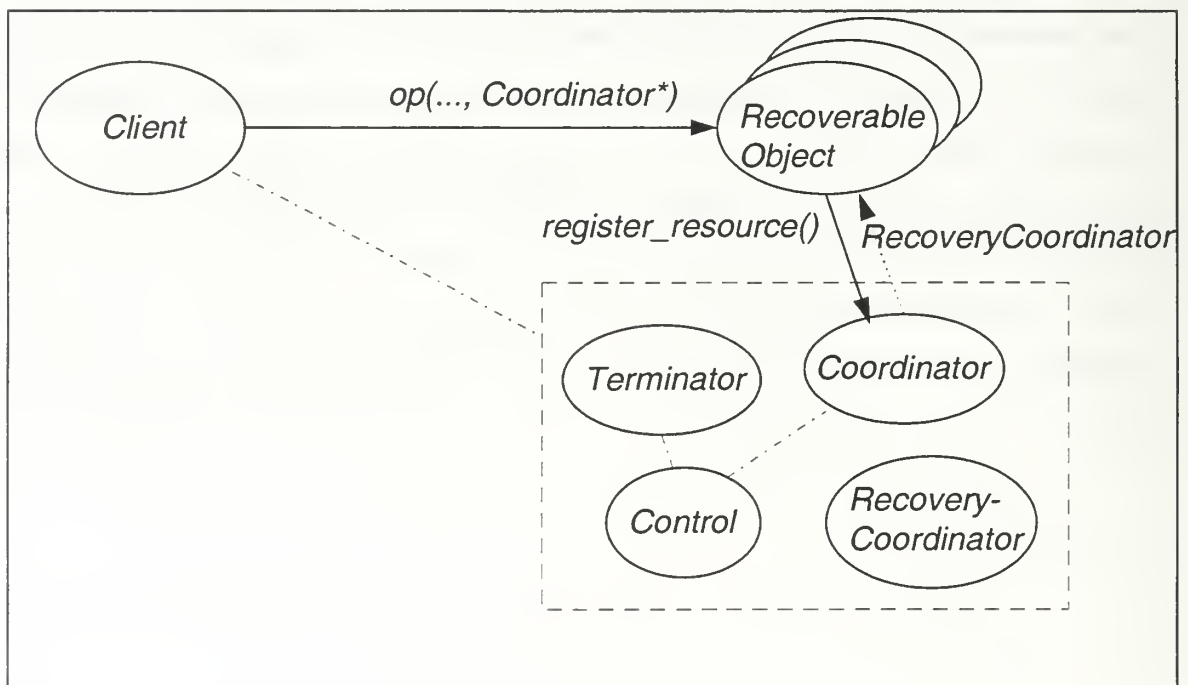 op(..., Coordinator*)
Client
Recoverable
Object
register_resource()
RecoveryCoordinator
Terminator
Coordinator
Control
Recovery-
Coordinator